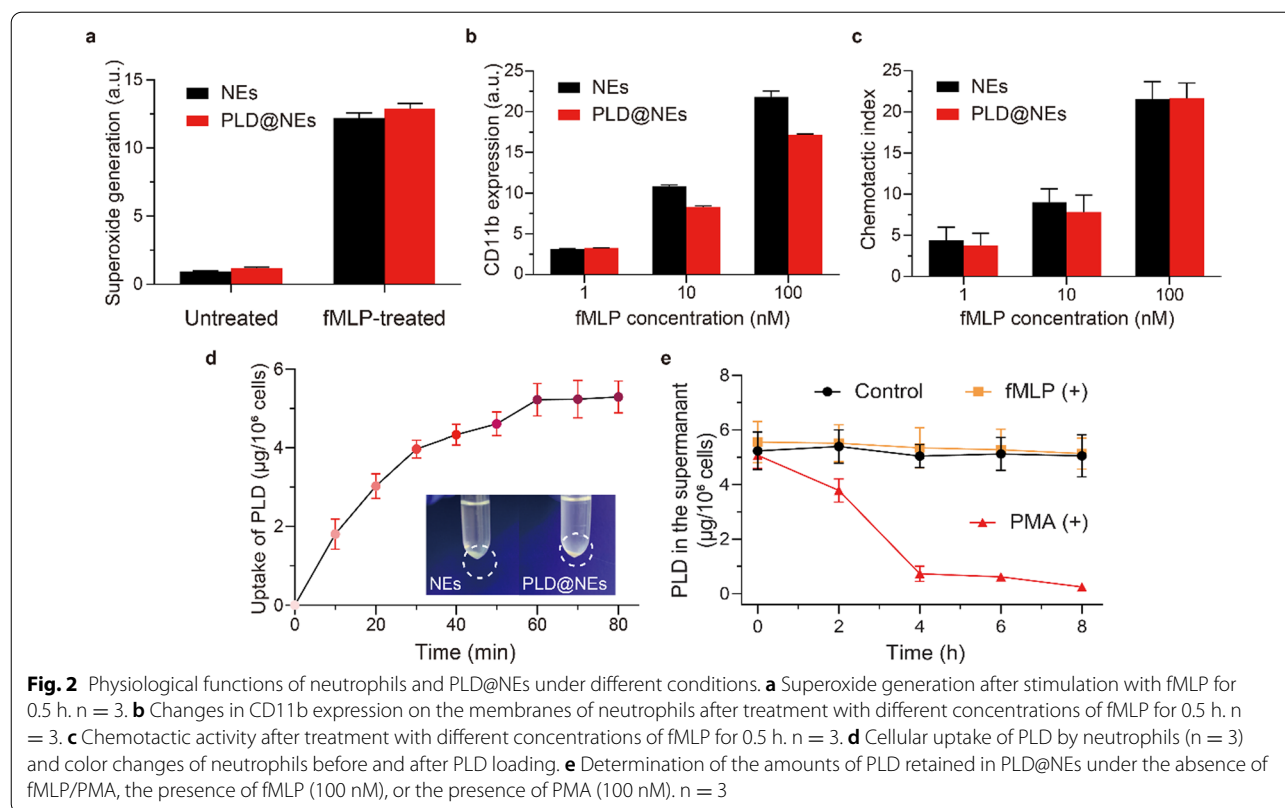 a
Superoxide generation (a.u.)
15
10
5
0
NEs
PLD@NEs
Untreated fMLP-treated
b
CD11b expression (a.u.)
25
20
15
10
5
0
NEs
PLD@NEs
1 10 100
fMLP concentration (nM)
c
Chemotactic index
25
20
15
10
5
0
NEs
PLD@NEs
1 10 100
fMLP concentration (nM)
d
Uptake of PLD (µg/10⁶ cells)
6
4
2
0
NEs PLD@NEs
0 20 40 60 80
Time (min)
e
PLD in the supermanant
(µg/10⁶ cells)
8
6
4
2
0
Control fMLP (+)
PMA (+)
0 2 4 6 8
Time (h)
Fig. 2 Physiological functions of neutrophils and PLD@NEs under different conditions. a Superoxide generation after stimulation with fMLP for
0.5 h. n = 3. b Changes in CD11b expression on the membranes of neutrophils after treatment with different concentrations of fMLP for 0.5 h. n
= 3. c Chemotactic activity after treatment with different concentrations of fMLP for 0.5 h. n = 3. d Cellular uptake of PLD by neutrophils (n = 3)
and color changes of neutrophils before and after PLD loading. e Determination of the amounts of PLD retained in PLD@NEs under the absence of
fMLP/PMA, the presence of fMLP (100 nM), or the presence of PMA (100 nM). n = 3